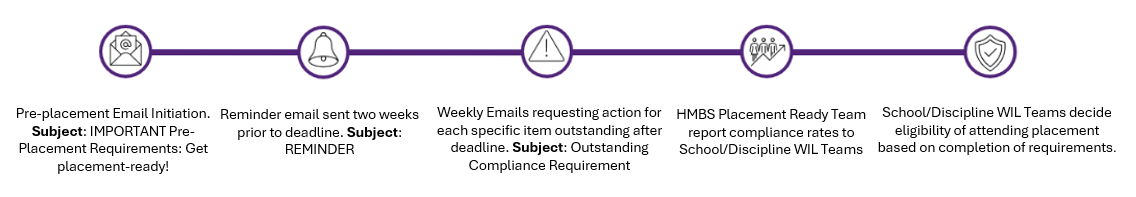 Pre-placement Email Initiation.
Subject: IMPORTANT Pre-
Placement Requirements: Get
placement-ready!
Reminder email sent two weeks
prior to deadline. Subject:
REMINDER
Weekly Emails requesting action for
each specific item outstanding after
deadline. Subject: Outstanding
Compliance Requirement
HMBS Placement Ready Team
report compliance rates to
School/Discipline WIL Teams
School/Discipline WIL Teams decide
eligibility of attending placement
based on completion of requirements.